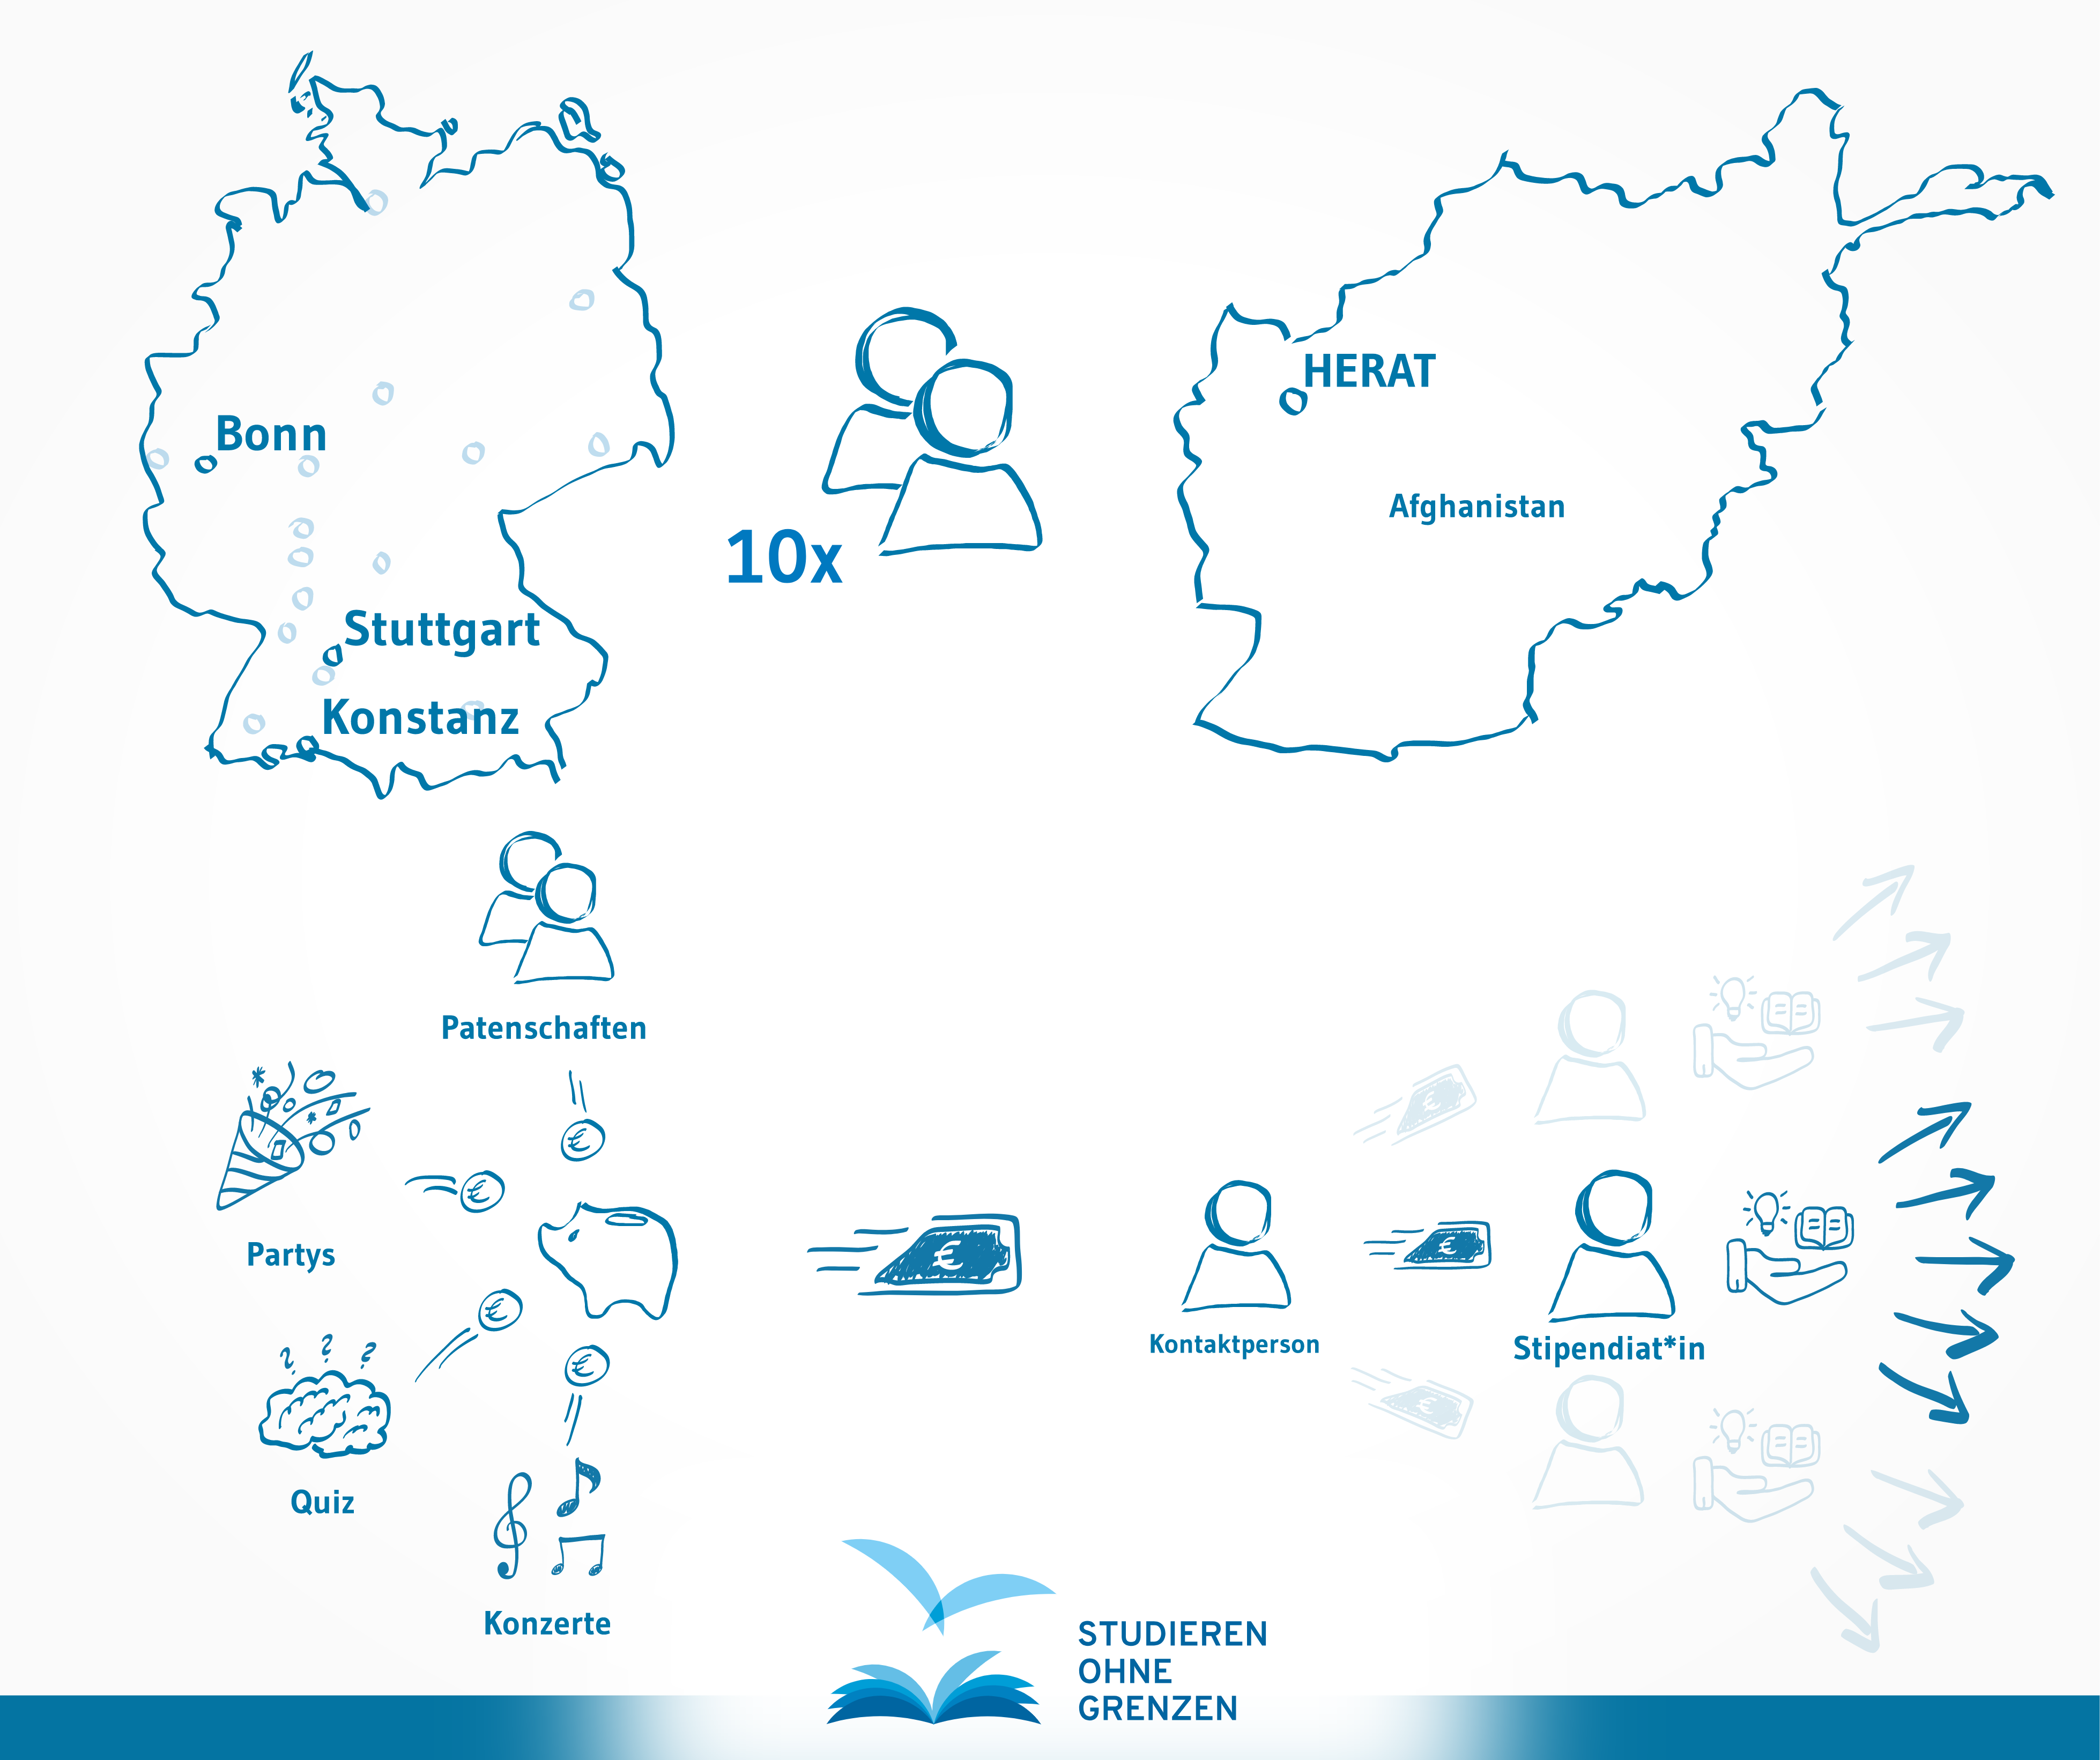 Bonn
Stuttgart
Konstanz
10x
HERAT
Afghanistan
Patenschaften
€
Partys
€
€
€
€
€
Kontaktperson
Stipendiat*in
€
€
? ? ?
Quiz
Konzerte
STUDIEREN
OHNE
GRENZEN